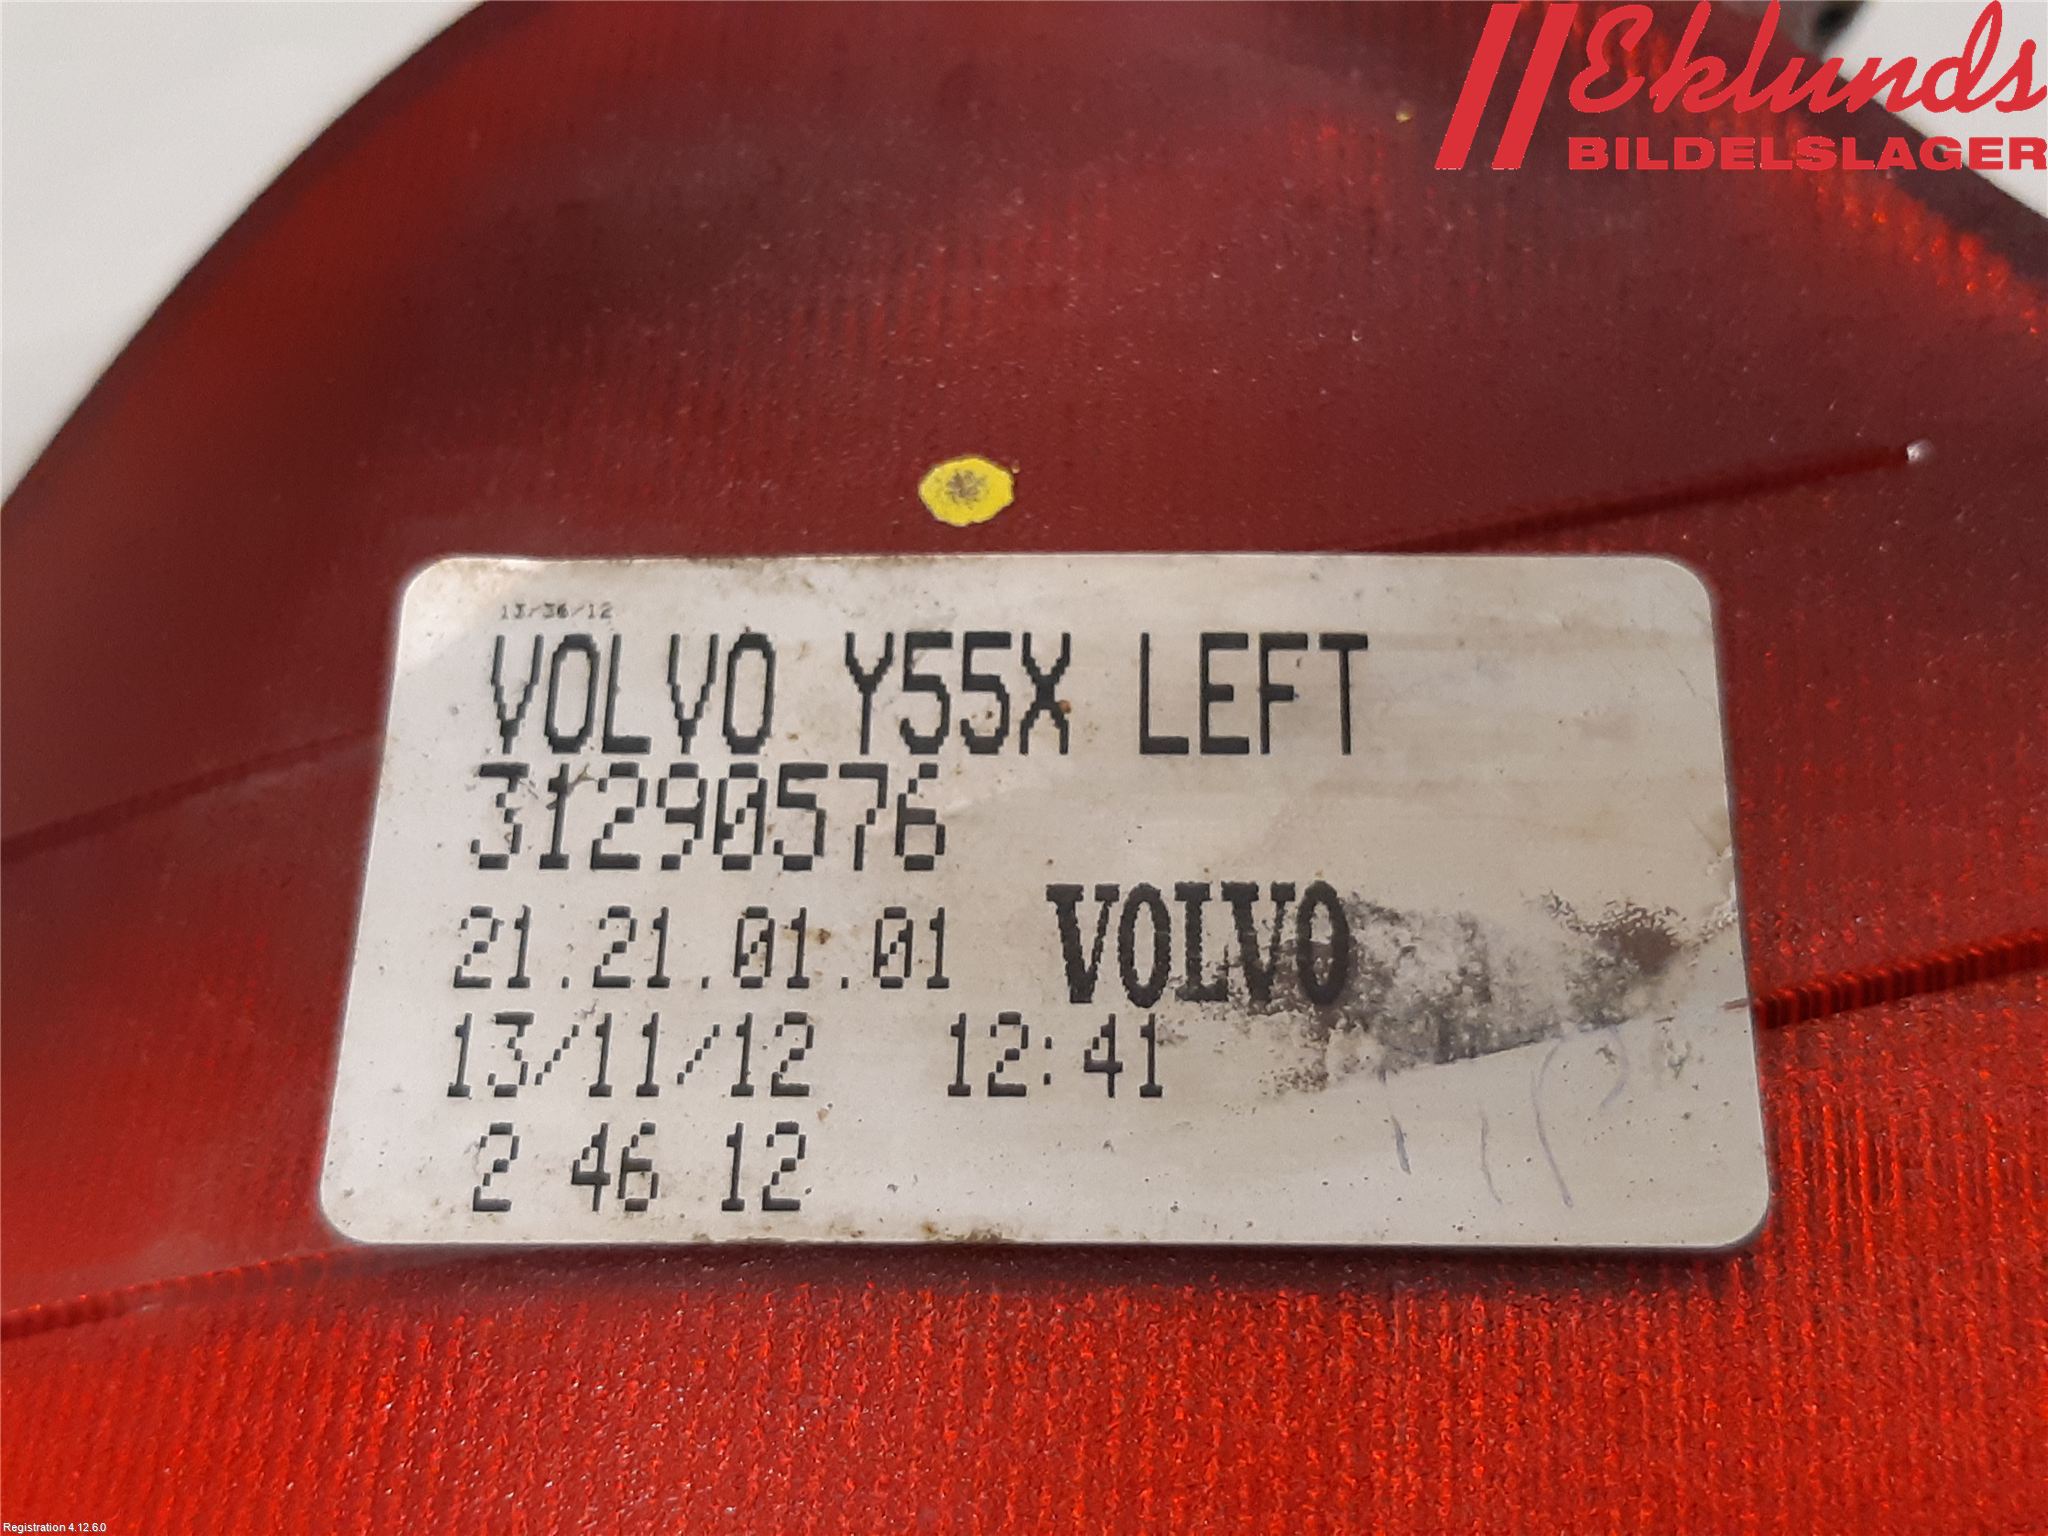 Eklunds
BILDELSLAGER
13/36/12
VOLVO Y55X LEFT
31290576
21.21.01.01 VOLVO
13/11/12 12:41
2 46 12
Registration 4.12.6.0